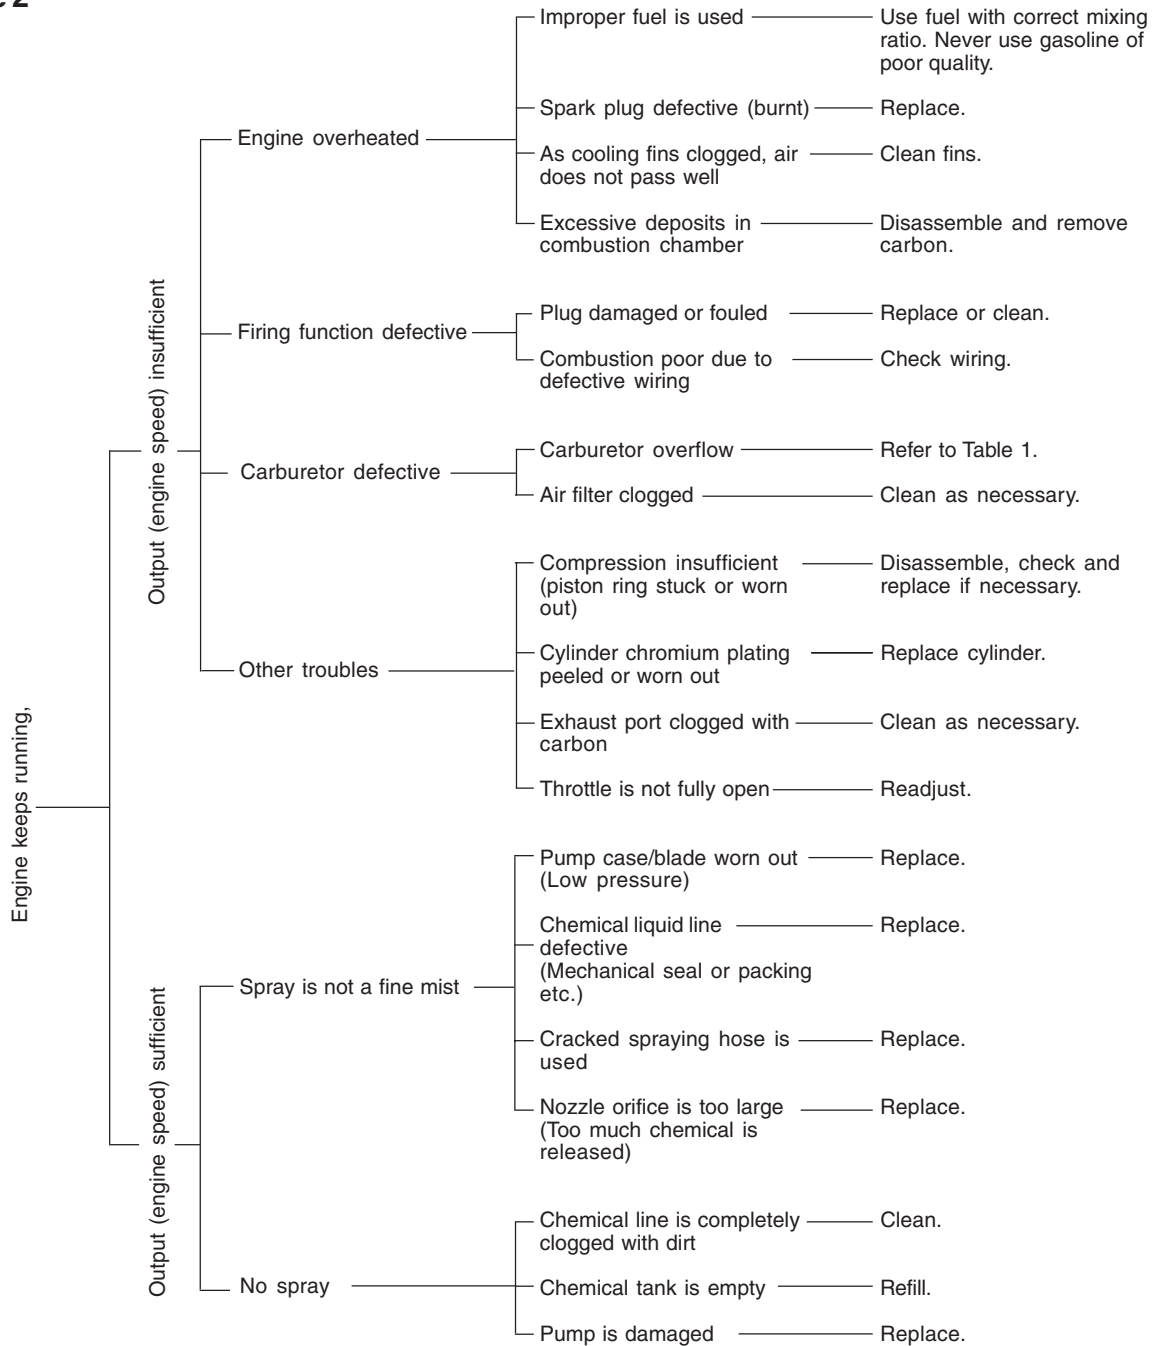 Improper fuel is used
Use fuel with correct mixing
ratio. Never use gasoline of
poor quality.
Spark plug defective (burnt)
Replace.
Engine overheated
As cooling fins clogged, air
does not pass well
Clean fins.
Excessive deposits in
combustion chamber
Disassemble and remove
carbon.
Output (engine speed) insufficient
Firing function defective
Plug damaged or fouled
Replace or clean.
Combustion poor due to
defective wiring
Check wiring.
Carburetor defective
Carburetor overflow
Refer to Table 1.
Air filter clogged
Clean as necessary.
Other troubles
Compression insufficient
(piston ring stuck or worn
out)
Disassemble, check and
replace if necessary.
Cylinder chromium plating
peeled or worn out
Replace cylinder.
Exhaust port clogged with
carbon
Clean as necessary.
Throttle is not fully open
Readjust.
Engine keeps running,
Output (engine speed) sufficient
Spray is not a fine mist
Pump case/blade worn out
(Low pressure)
Replace.
Chemical liquid line
defective
(Mechanical seal or packing
etc.)
Replace.
Cracked spraying hose is
used
Replace.
Nozzle orifice is too large
(Too much chemical is
released)
Replace.
No spray
Chemical line is completely
clogged with dirt
Clean.
Chemical tank is empty
Refill.
Pump is damaged
Replace.